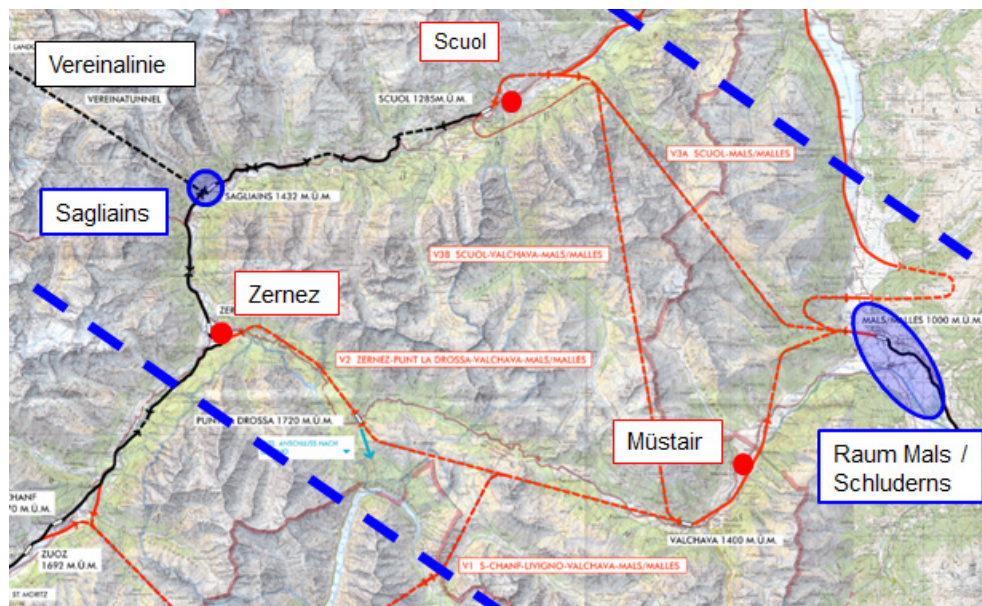 Scuol
Vereinalinie
VEREINATUNNEL
SCUOL 1285M.Ü.M.
V3A SCUOL-MALS/MALLES
SAGLIAINS 1432 M.Ü.M.
Sagliains
V3B SCUOL-VALCHAVA-MALS/MALLES
Zernez
MALS/MALLES 1000 M.Ü.M.
V2 ZERNEZ-PUNT LA DROSSA-VALCHAVA-MALS/MALLES
DROSSA 1720 M.Ü.M.
ANSCHLUSS NACH
Müstair
Raum Mals /
Schluderns
VALCHAVA 1400 M.Ü.M.
ZUOZ
1692 M.Ü.M.
V1 S-CHANF-LIVIGNO-VALCHAVA-MALS/MALLES
ST. MORITZ